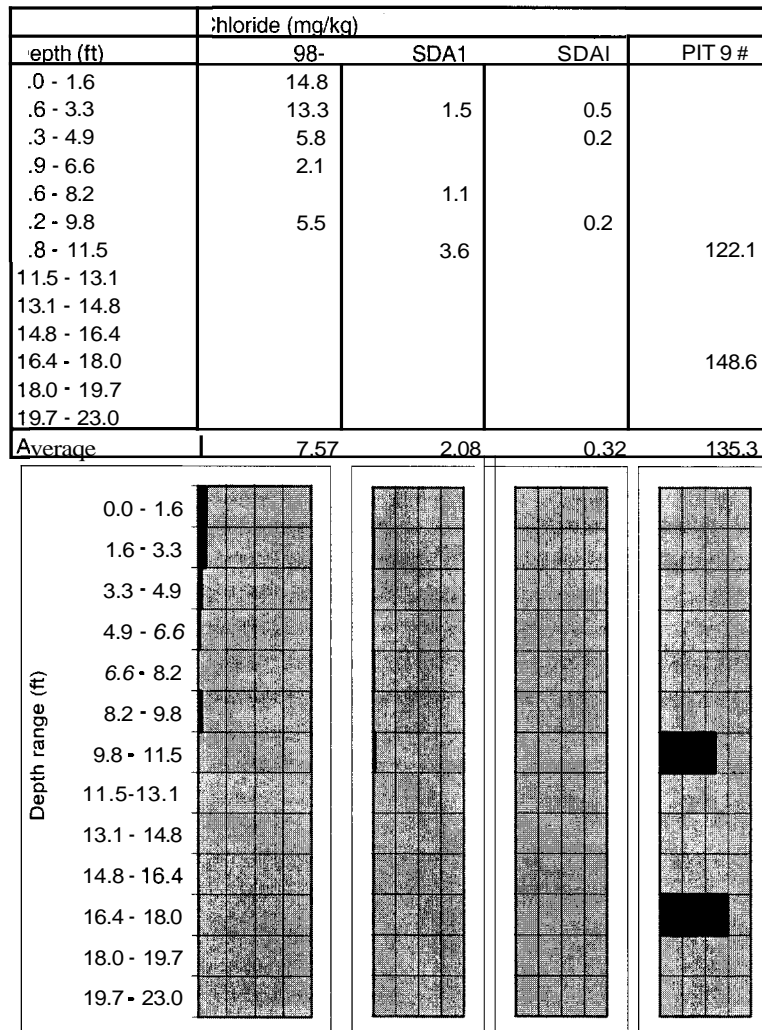 :hloride (mg/kg)
epth (ft) 98- SDA1 SDAI PIT 9 #
.0 - 1.6 14.8
.6 - 3.3 13.3 1.5 0.5
.3 - 4.9 5.8 0.2
.9 - 6.6 2.1
.6 - 8.2 1.1
.2 - 9.8 5.5 0.2
.8 - 11.5 3.6 122.1
11.5 - 13.1
13.1 - 14.8
14.8 - 16.4
16.4 - 18.0 148.6
18.0 - 19.7
19.7 - 23.0
Average 7.57 2.08 0.32 135.3
Depth range (ft)
0.0 - 1.6
1.6 - 3.3
3.3 - 4.9
4.9 - 6.6
6.6 - 8.2
8.2 - 9.8
9.8 - 11.5
11.5-13.1
13.1 - 14.8
14.8 - 16.4
16.4 - 18.0
18.0 - 19.7
19.7 - 23.0